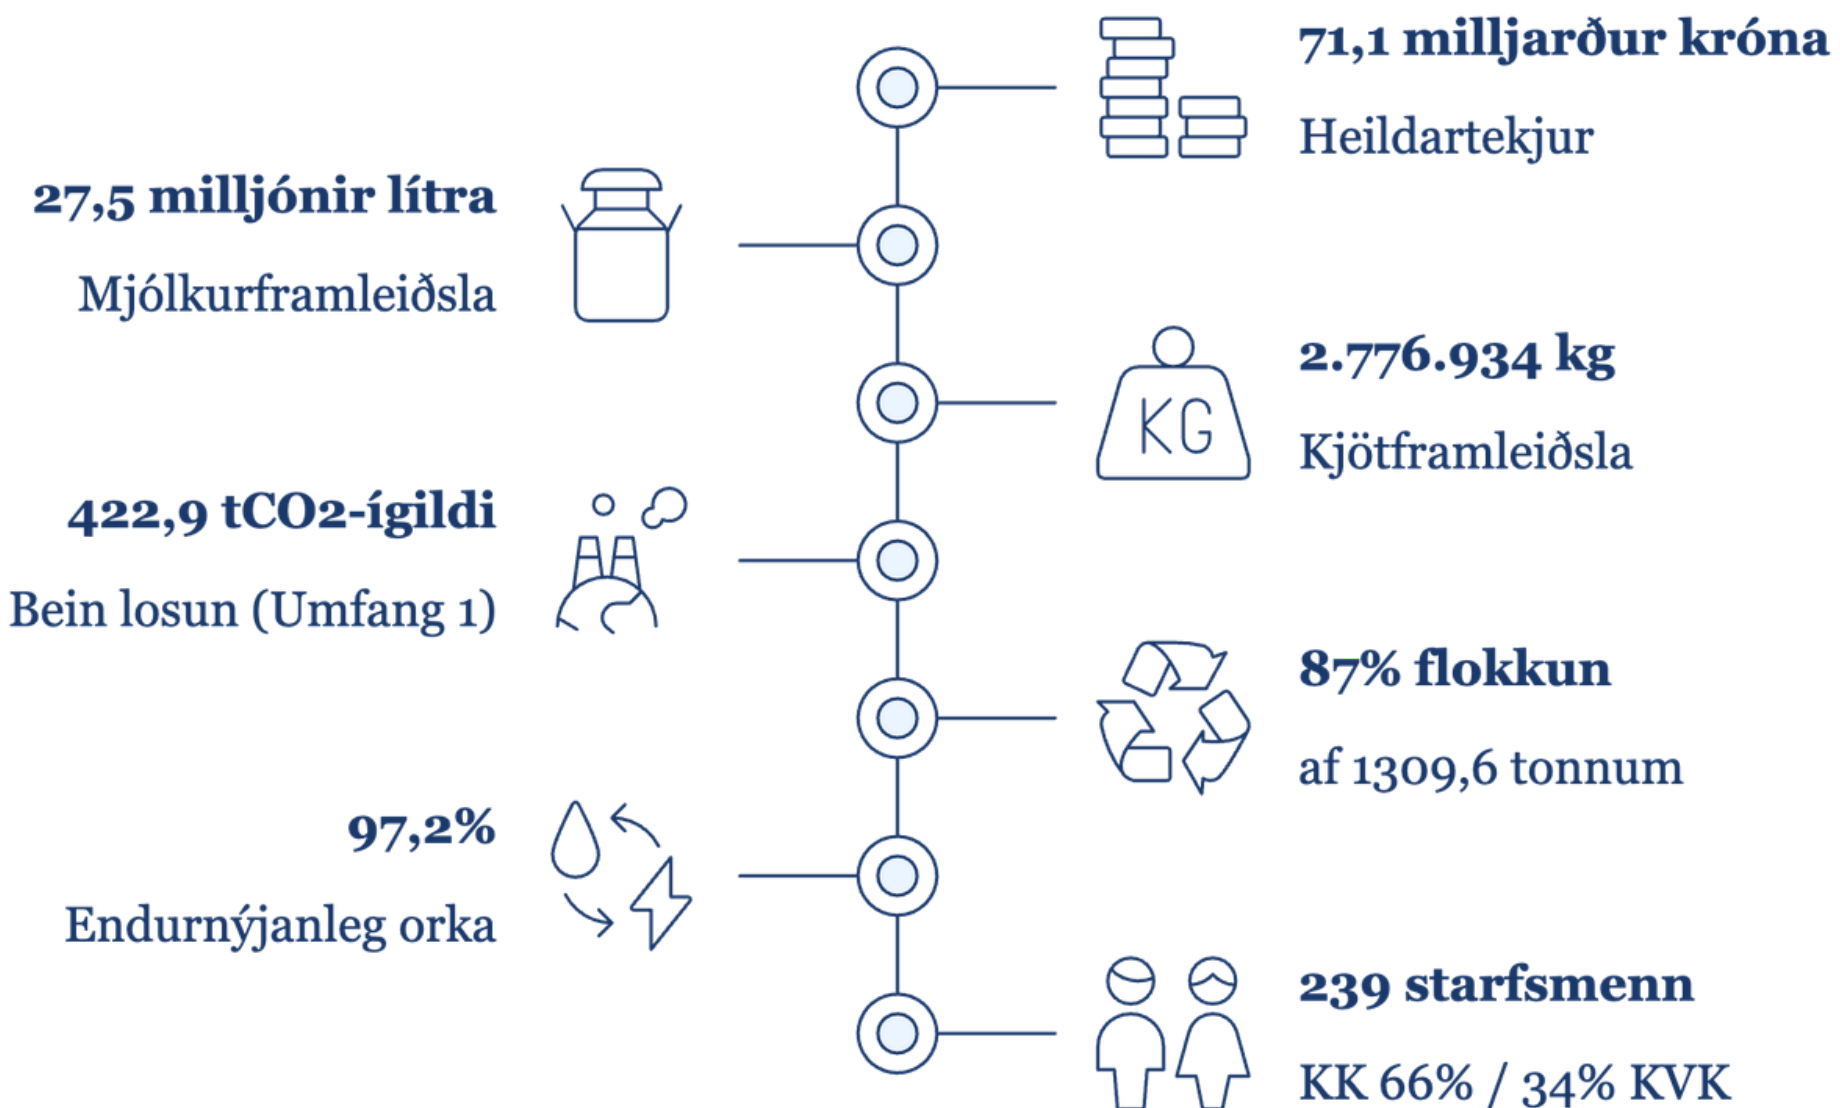 71,1 milljarður króna
Heildartekjur
27,5 milljónir lítra
Mjólkurframleiðsla
2.776.934 kg
Kjötframleiðsla
KG
422,9 tCO2-ígildi
Bein losun (Umfang 1)
87% flokkun
af 1309,6 tonnum
97,2%
Endurnýjanleg orka
239 starfsmenn
KK 66% / 34% KVK